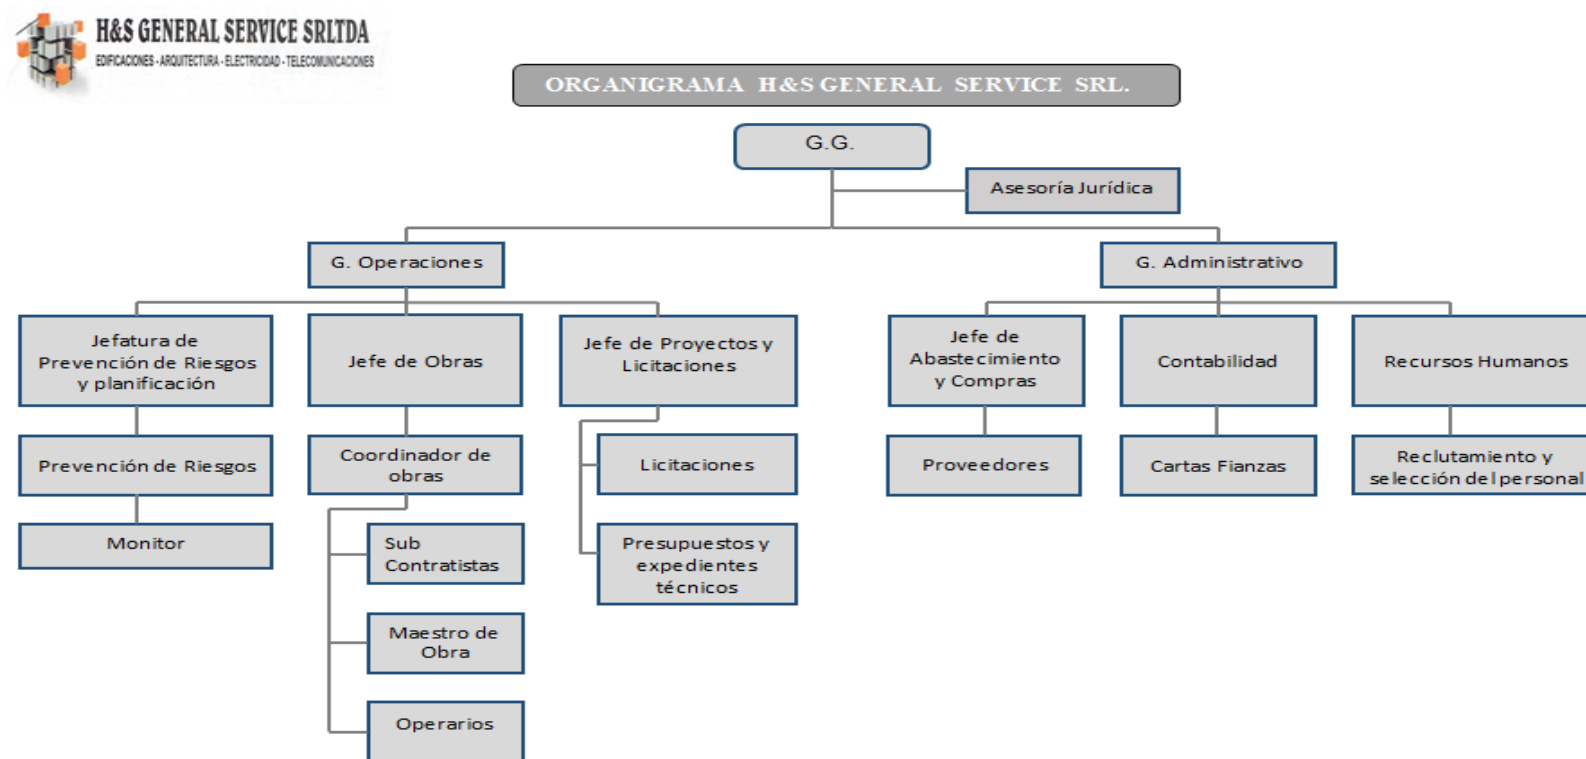 H&S GENERAL SERVICE SRLTDA
EDIFICACIONES - ARQUITECTURA - ELECTRICIDAD - TELECOMUNICACIONES
ORGANIGRAMA H&S GENERAL SERVICE SRL.
G.G.
Asesoría Jurídica
G. Operaciones
G. Administrativo
Jefatura de
Prevención de Riesgos
y planificación
Jefe de Obras
Jefe de Proyectos y
Licitaciones
Jefe de
Abastecimiento
y Compras
Contabilidad
Recursos Humanos
Prevención de Riesgos
Coordinador de
obras
Licitaciones
Proveedores
Cartas Fianzas
Reclutamiento y
selección del personal
Monitor
Sub
Contratistas
Presupuestos y
expedientes
técnicos
Maestro de
Obra
Operarios